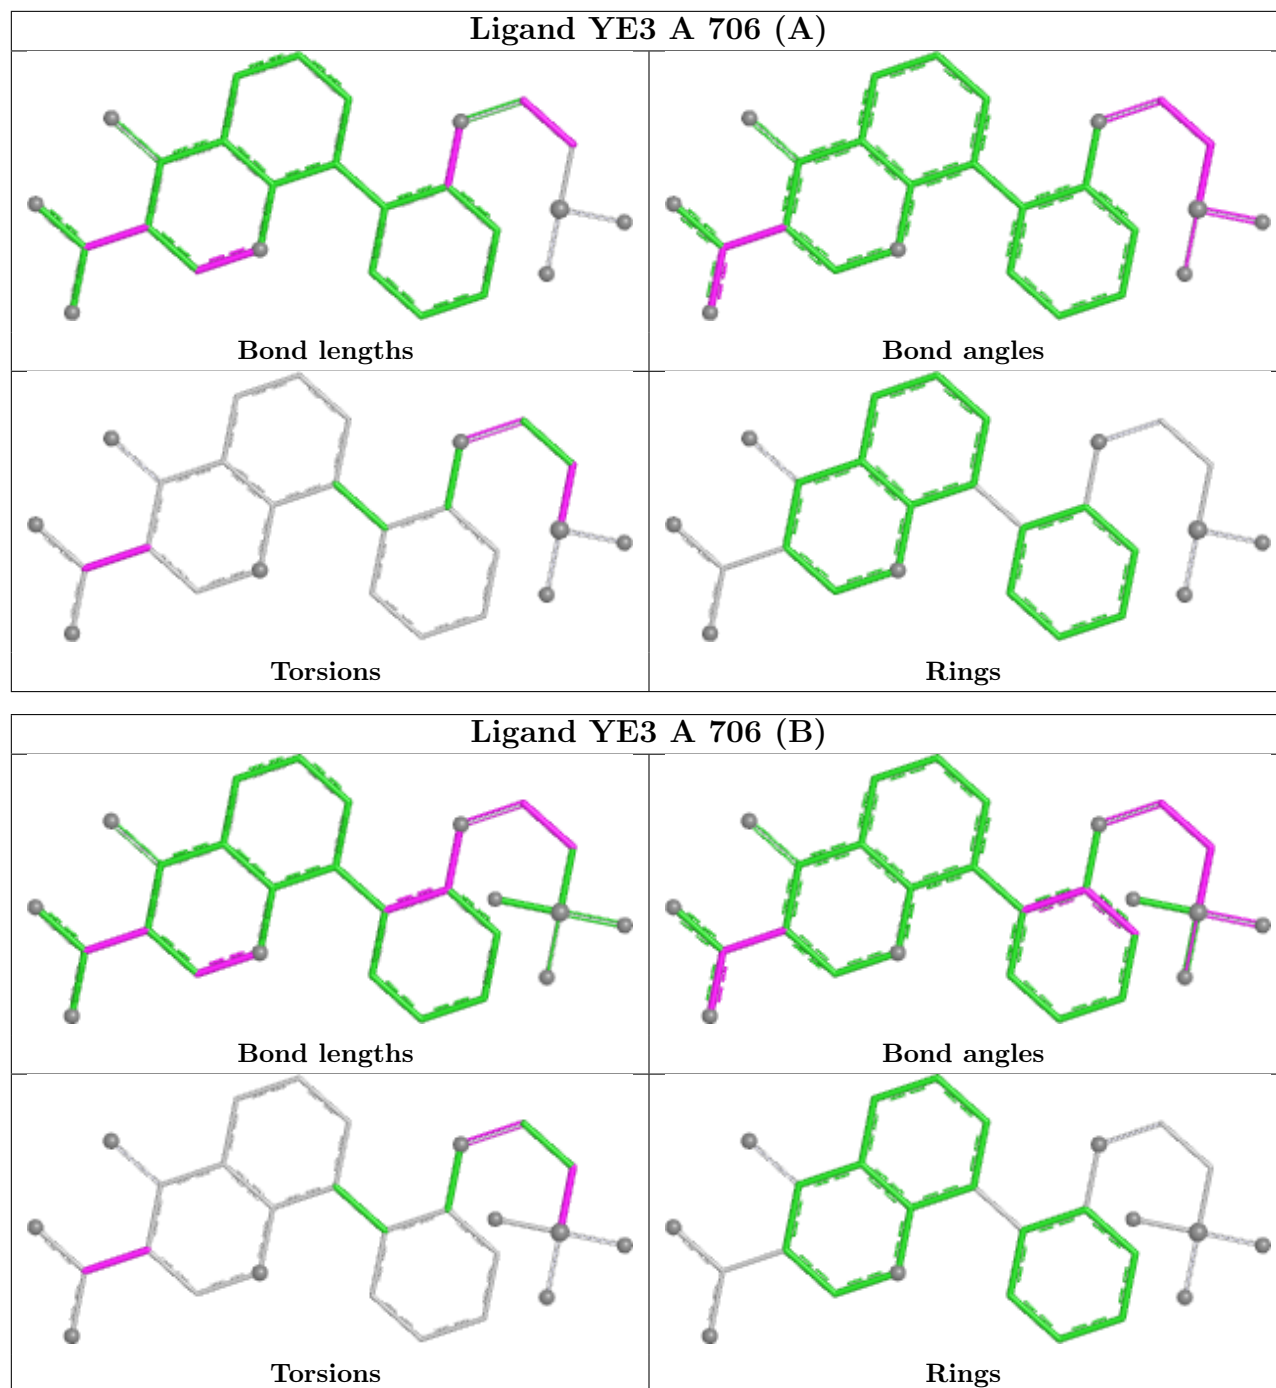 Ligand YE3 A 706 (A)
Bond lengths
Bond angles
Torsions
Rings
Ligand YE3 A 706 (B)
Bond lengths
Bond angles
Torsions
Rings